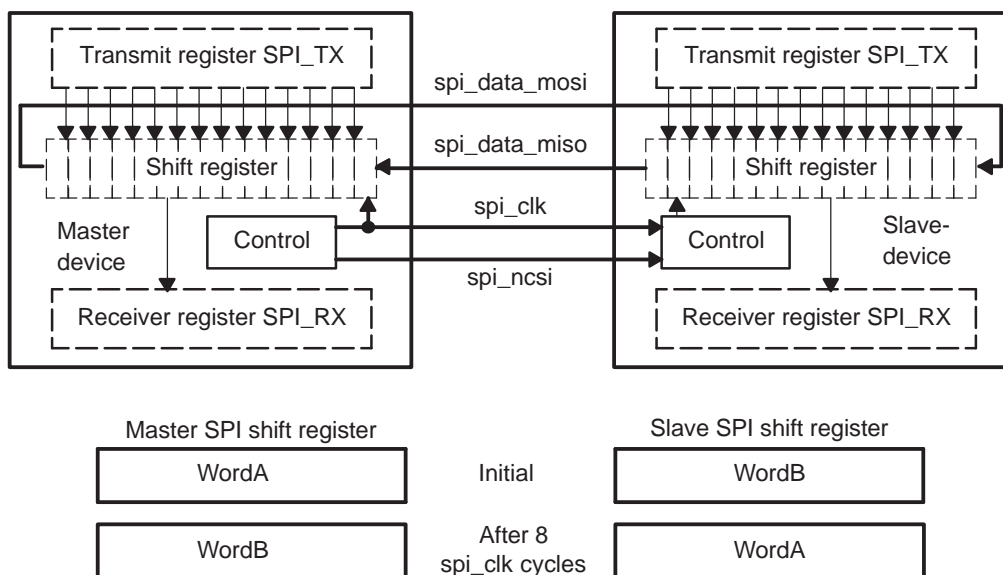 Transmit register SPI_TX
Transmit register SPI_TX
spi_data_mosi
Shift register
spi_data_miso
Shift register
spi_clk
Master
device
Control
Control
Slave-
device
spi_ncsi
Receiver register SPI_RX
Receiver register SPI_RX
Master SPI shift register
Slave SPI shift register
WordA
Initial
WordB
WordB
After 8
spi_clk cycles
WordA